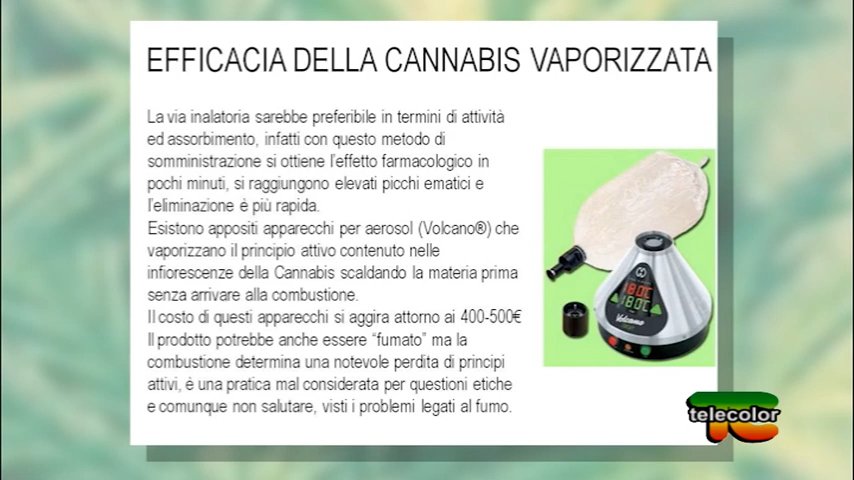 EFFICACIA DELLA CANNABIS VAPORIZZATA
La via inalatoria sarebbe preferibile in termini di attività
ed assorbimento, infatti con questo metodo di
somministrazione si ottiene l'effetto farmacologico in
pochi minuti, si raggiungono elevati picchi ematici e
l'eliminazione è più rapida.
Esistono appositi apparecchi per aerosol (Volcano®) che
vaporizzano il principio attivo contenuto nelle
infiorescenze della Cannabis scaldando la materia prima
senza arrivare alla combustione.
Il costo di questi apparecchi si aggira attorno ai 400-500€
Il prodotto potrebbe anche essere “fumato” ma la
combustione determina una notevole perdita di principi
attivi, è una pratica mal considerata per questioni etiche
e comunque non salutare, visti i problemi legati al fumo.
180C
180C
Volcano
telecolor